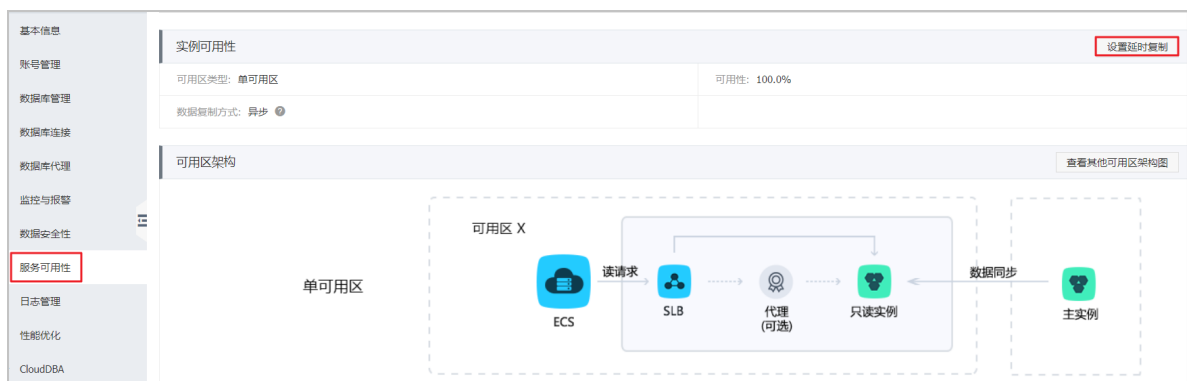 基本信息
账号管理
数据库管理
数据库连接
数据库代理
监控与报警
数据安全性
服务可用性
日志管理
性能优化
CloudDBA
实例可用性
设置延时复制
可用区类型: 单可用区
可用性: 100.0%
数据复制方式: 异步 ?
可用区架构
查看其他可用区架构图
可用区 X
单可用区
ECS
读请求
SLB
代理
(可选)
只读实例
数据同步
主实例